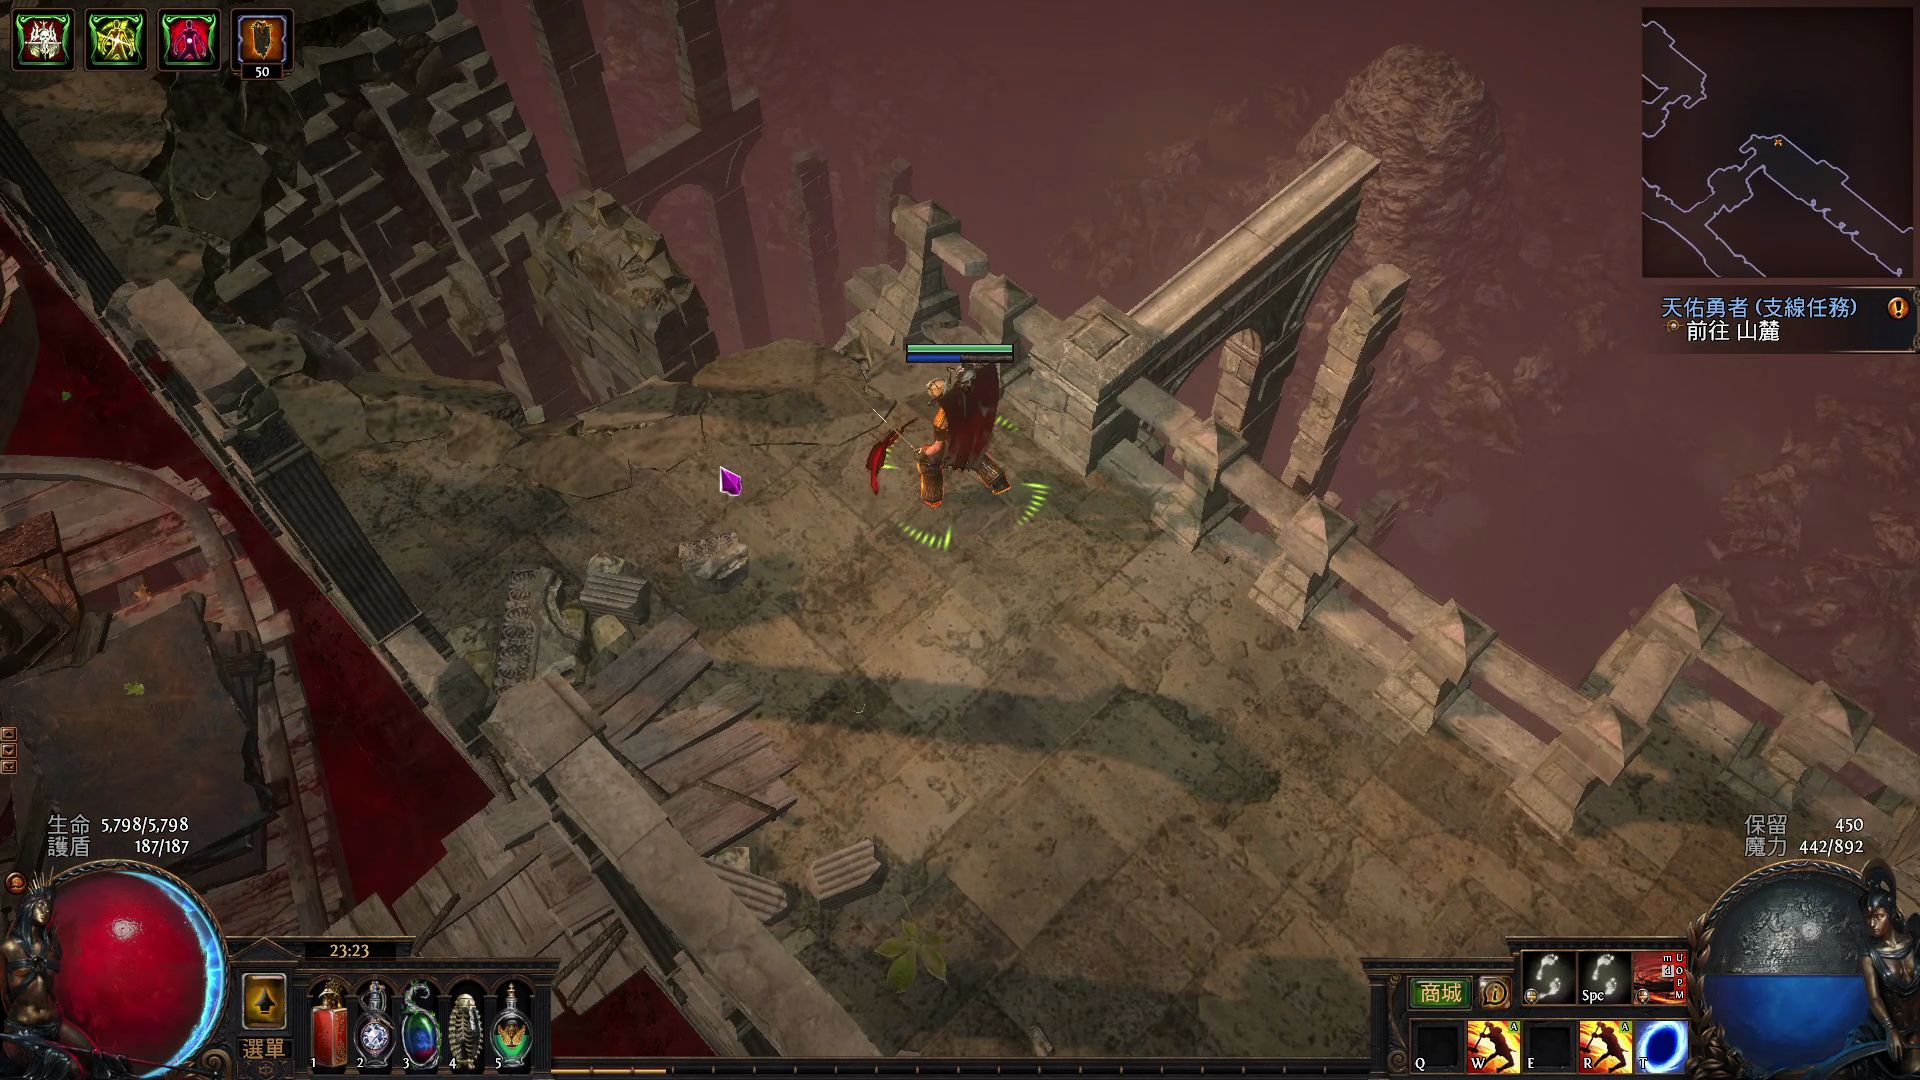 50
天佑勇者 (支線任務)
前往 山麓
生命 5,798/5,798
護盾 187/187
保留 450
魔力 442/892
23:23
選單
1 2 3 4 5
商城
Spc
m U
d O
P
M
Q W A E R A T